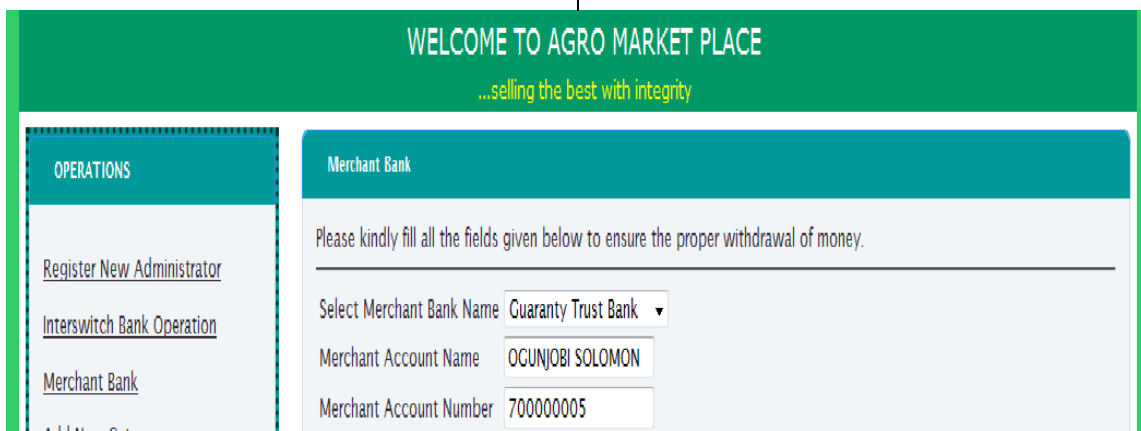 WELCOME TO AGRO MARKET PLACE
...selling the best with integrity
OPERATIONS
Register New Administrator
Interswitch Bank Operation
Merchant Bank
Merchant Bank
Please kindly fill all the fields given below to ensure the proper withdrawal of money.
Select Merchant Bank Name Guaranty Trust Bank
Merchant Account Name OGUNJOBI SOLOMON
Merchant Account Number 700000005